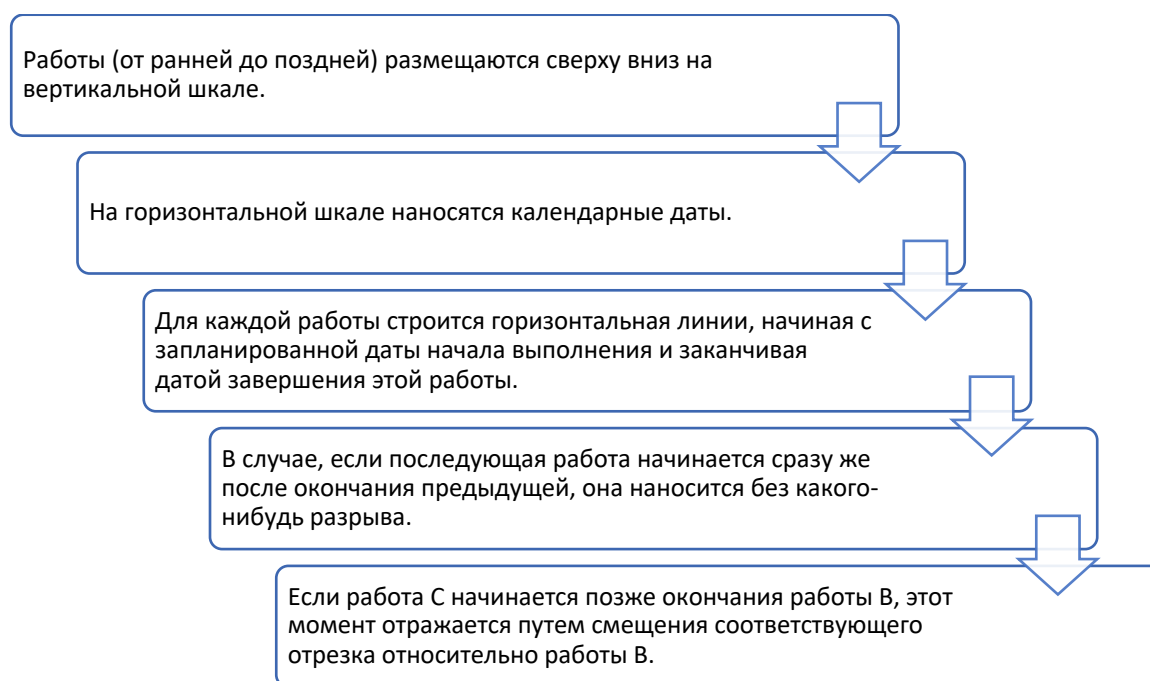 Работы (от ранней до поздней) размещаются сверху вниз на
вертикальной шкале.
На горизонтальной шкале наносятся календарные даты.
Для каждой работы строится горизонтальная линии, начиная с
запланированной даты начала выполнения и заканчивая
датой завершения этой работы.
В случае, если последующая работа начинается сразу же
после окончания предыдущей, она наносится без какого-
нибудь разрыва.
Если работа С начинается позже окончания работы В, этот
момент отражается путем смещения соответствующего
отрезка относительно работы В.